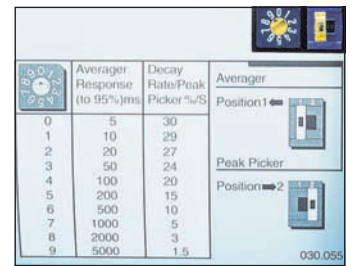 Averager Response (to 95%)ms
Decay Rate/Peak Picker %/S
Averager
Position1
0 5 30
1 10 29
2 20 27
3 50 24
4 100 20
5 200 15
6 500 10
7 1000 5
8 2000 3
9 5000 1.5
Peak Picker
Position 2
030.055